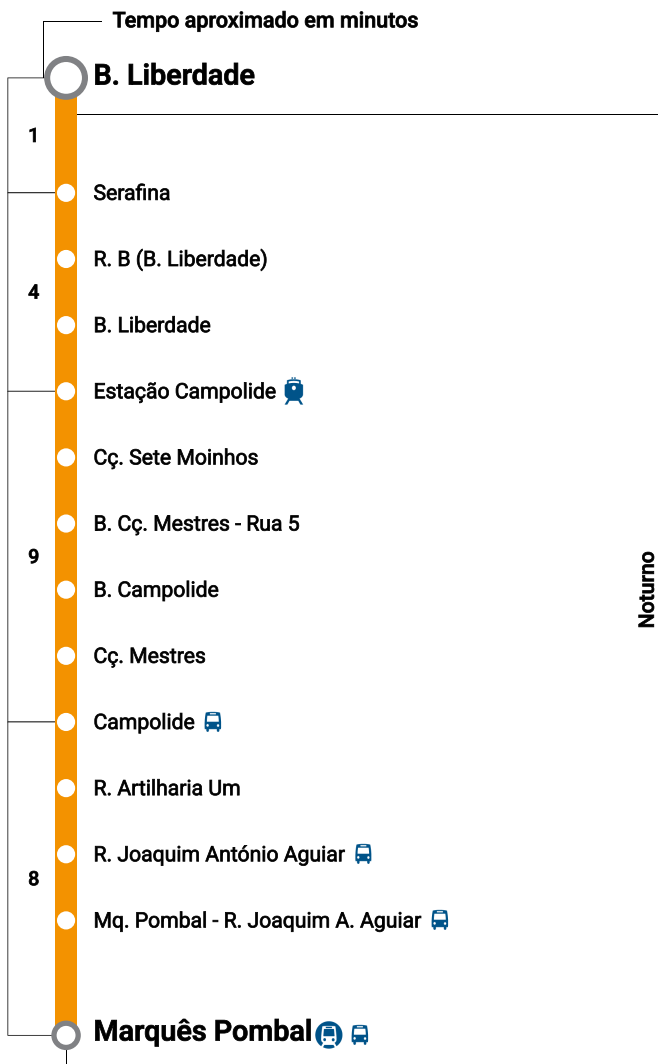 Tempo aproximado em minutos
B. Liberdade
1
Serafina
R. B (B. Liberdade)
4
B. Liberdade
Estação Campolide
Cç. Sete Moinhos
B. Cç. Mestres - Rua 5
9
Noturno
B. Campolide
Cç. Mestres
Campolide
R. Artilharia Um
R. Joaquim António Aguiar
8
Mq. Pombal - R. Joaquim A. Aguiar
Marquês Pombal